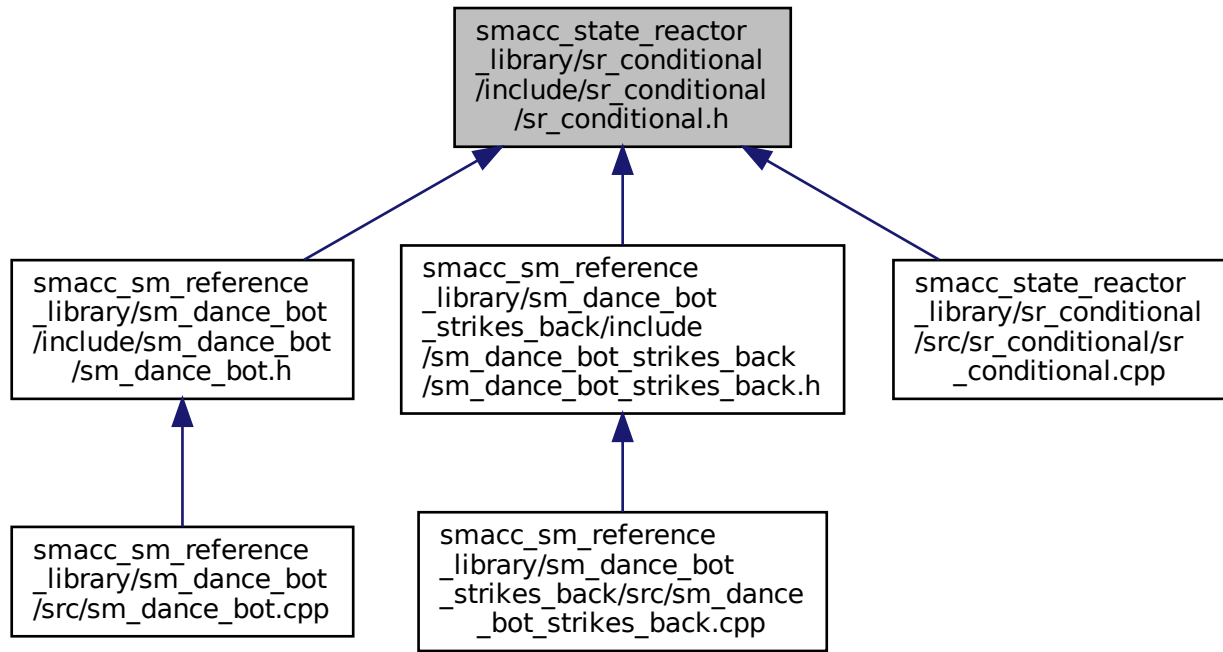 smacc_state_reactor
_library/sr_conditional
/include/sr_conditional
/sr_conditional.h
smacc_sm_reference
_library/sm_dance_bot
/include/sm_dance_bot
/sm_dance_bot.h
smacc_sm_reference
_library/sm_dance_bot
_strikes_back/include
/sm_dance_bot_strikes_back
/sm_dance_bot_strikes_back.h
smacc_state_reactor
_library/sr_conditional
/src/sr_conditional/sr
_conditional.cpp
smacc_sm_reference
_library/sm_dance_bot
/src/sm_dance_bot.cpp
smacc_sm_reference
_library/sm_dance_bot
_strikes_back/src/sm_dance
_bot_strikes_back.cpp